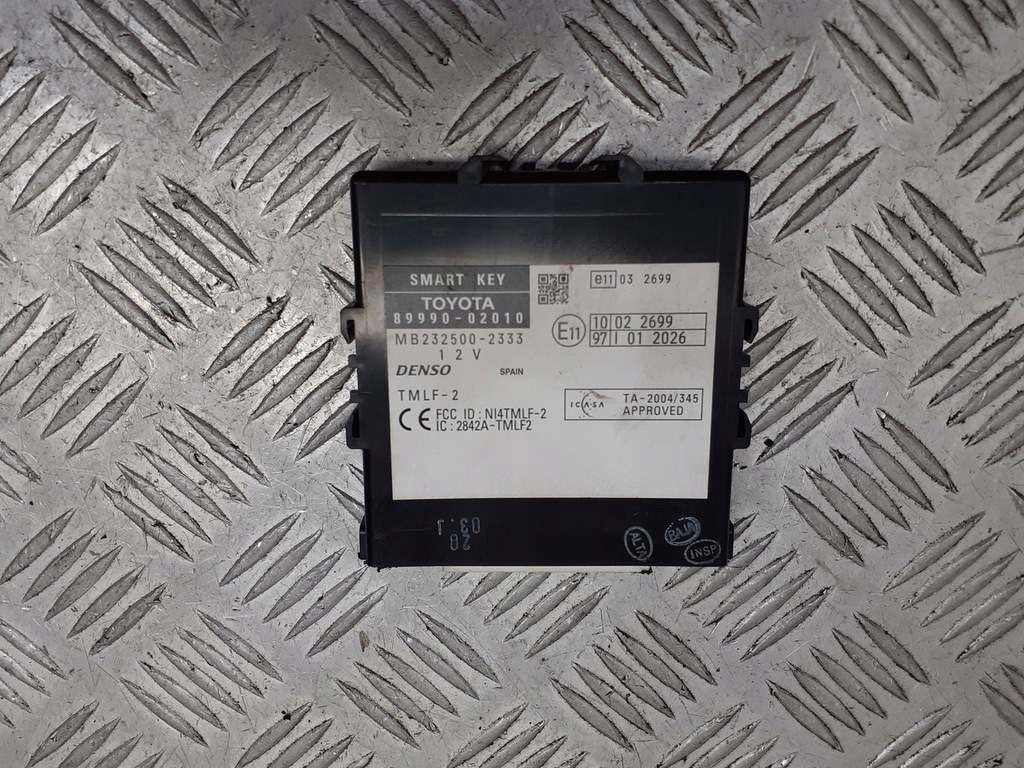 SMART KEY
TOYOTA
89990-02010
MB232500-2333
12V
DENSO SPAIN
TMLF-2
CE FCC ID : NI4TMLF-2
IC : 2842A-TMLF2
e11 03 2699
E11 10 02 2699
97 I 01 2026
ICASA TA-2004/345
APPROVED
03.1
20
ALTA
BAJA
INSP